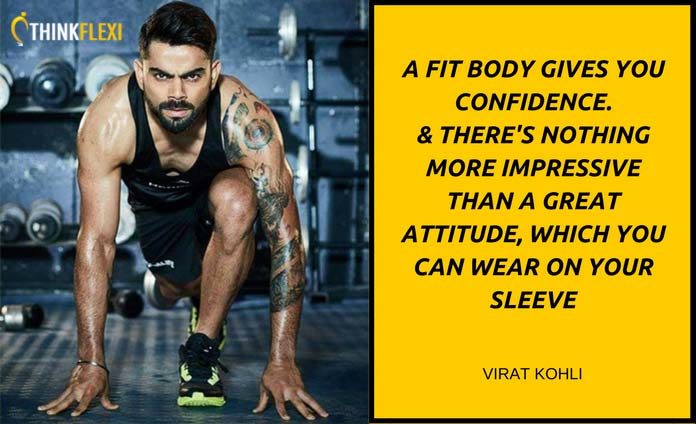 THINKFLEXI
A FIT BODY GIVES YOU
CONFIDENCE.
& THERE'S NOTHING
MORE IMPRESSIVE
THAN A GREAT
ATTITUDE, WHICH YOU
CAN WEAR ON YOUR
SLEEVE
VIRAT KOHLI